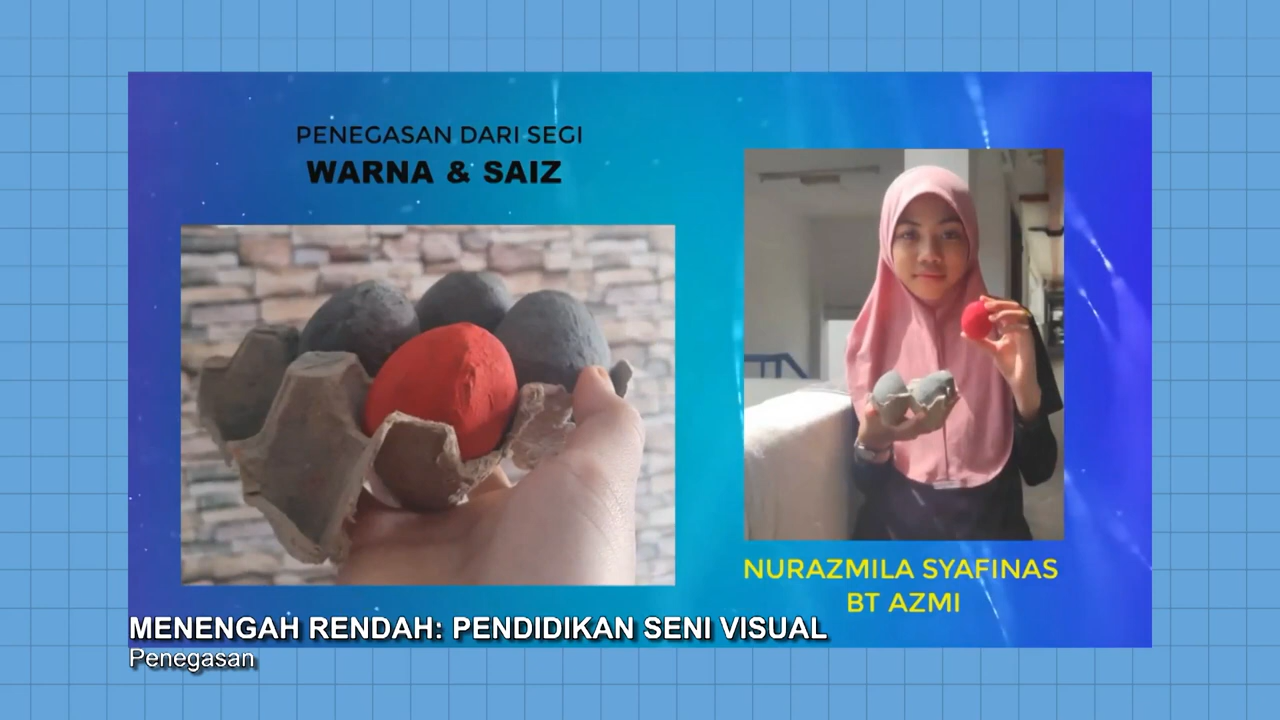 PENEGASAN DARI SEGI
WARNA & SAIZ
NURAZMILA SYAFINAS
BT AZMI
MENENGAH RENDAH: PENDIDIKAN SENI VISUAL
Penegasan